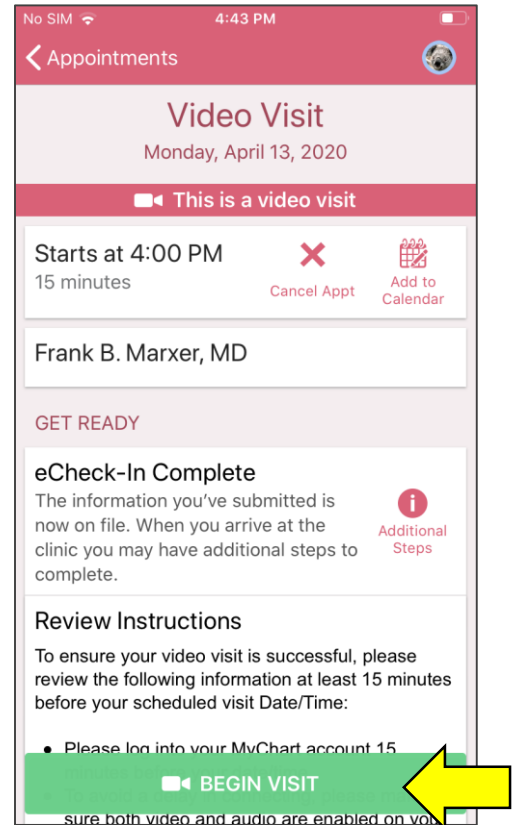 No SIM 4:43 PM
Appointments
Video Visit
Monday, April 13, 2020
This is a video visit
Starts at 4:00 PM
15 minutes
Cancel Appt
Add to
Calendar
Frank B. Marxer, MD
GET READY
eCheck-In Complete
The information you've submitted is
now on file. When you arrive at the
clinic you may have additional steps to
complete.
Additional
Steps
Review Instructions
To ensure your video visit is successful, please
review the following information at least 15 minutes
before your scheduled visit Date/Time:
• Please log into your MyChart account 15
BEGIN VISIT
sure both video and audio are enabled on